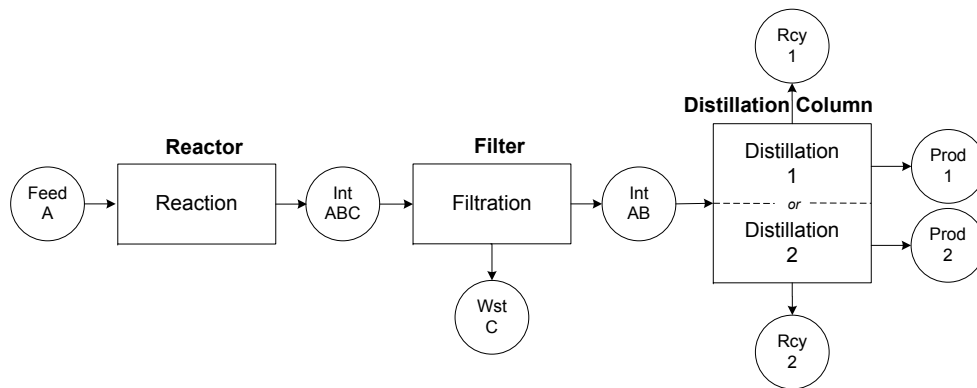 Feed
A
Reactor
Reaction
Int
ABC
Filter
Filtration
Wst
C
Int
AB
Rcy
1
Distillation Column
Distillation
1
or
Distillation
2
Prod
1
Prod
2
Rcy
2